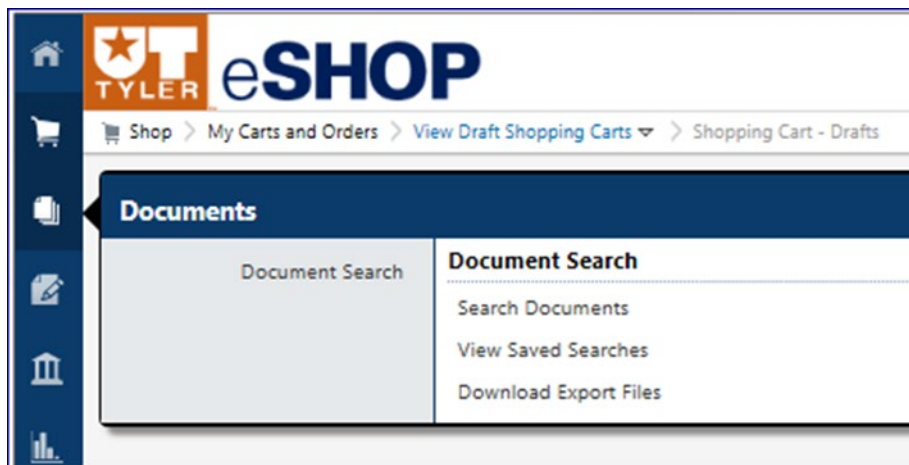 UT
TYLER
eSHOP
Shop > My Carts and Orders > View Draft Shopping Carts > Shopping Cart - Drafts
Documents
Document Search
Document Search
Search Documents
View Saved Searches
Download Export Files